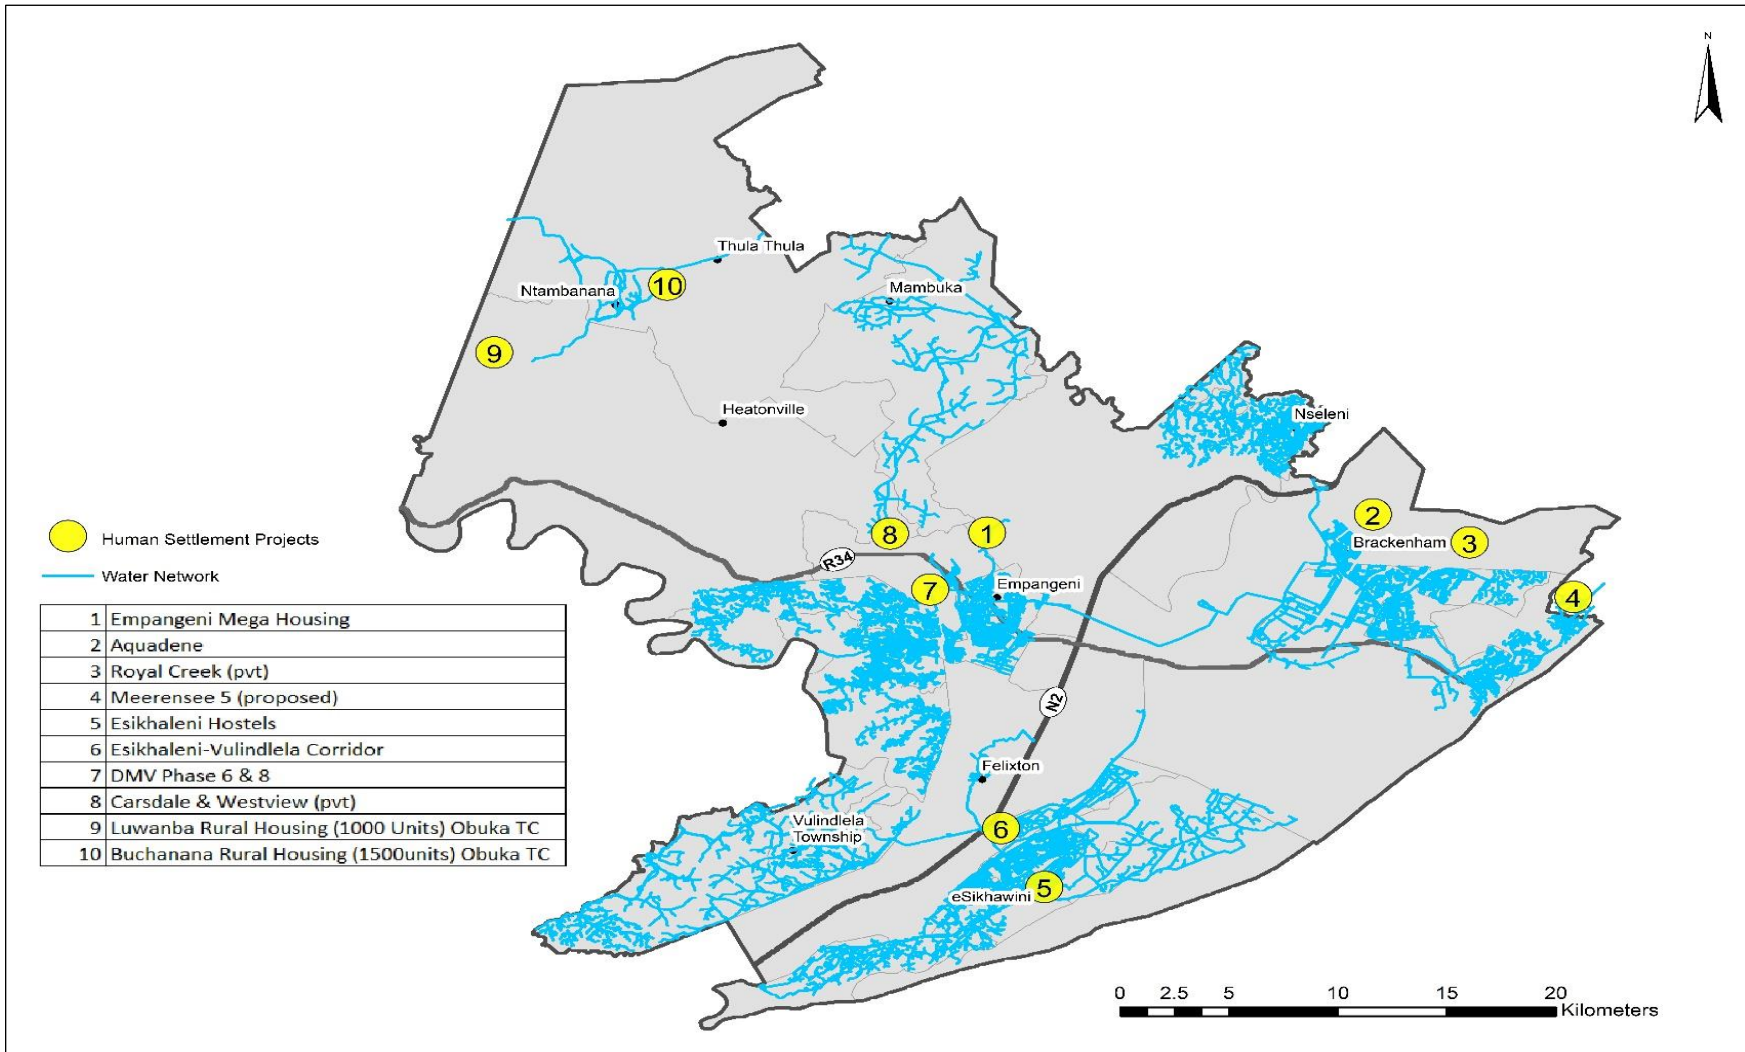 N
Thula Thula
Ntambanana
10
Mambuka
9
Heatonville
Nseleni
2
8
1
Brackenham
3
R34
7
Empangeni
4
N2
Felixton
Vulindlela
Township
6
5
eSikhawini
Human Settlement Projects
Water Network
1 Empangeni Mega Housing
2 Aquadene
3 Royal Creek (pvt)
4 Meerensee 5 (proposed)
5 Esikhaleni Hostels
6 Esikhaleni-Vulindlela Corridor
7 DMV Phase 6 & 8
8 Carsdale & Westview (pvt)
9 Luwanba Rural Housing (1000 Units) Obuka TC
10 Buchanana Rural Housing (1500units) Obuka TC
0 2.5 5 10 15 20
Kilometers